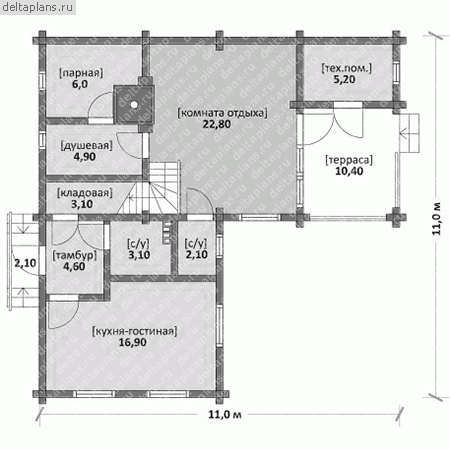 deltaplans.ru
[парная]
6,0
[тех.пом.]
5,20
[комната отдыха]
22,80
[душевая]
4,90
[терраса]
10,40
[кладовая]
3,10
2,10
[тамбур]
4,60
[с/у]
3,10
[с/у]
2,10
[кухня-гостиная]
16,90
11,0 м
11,0 м